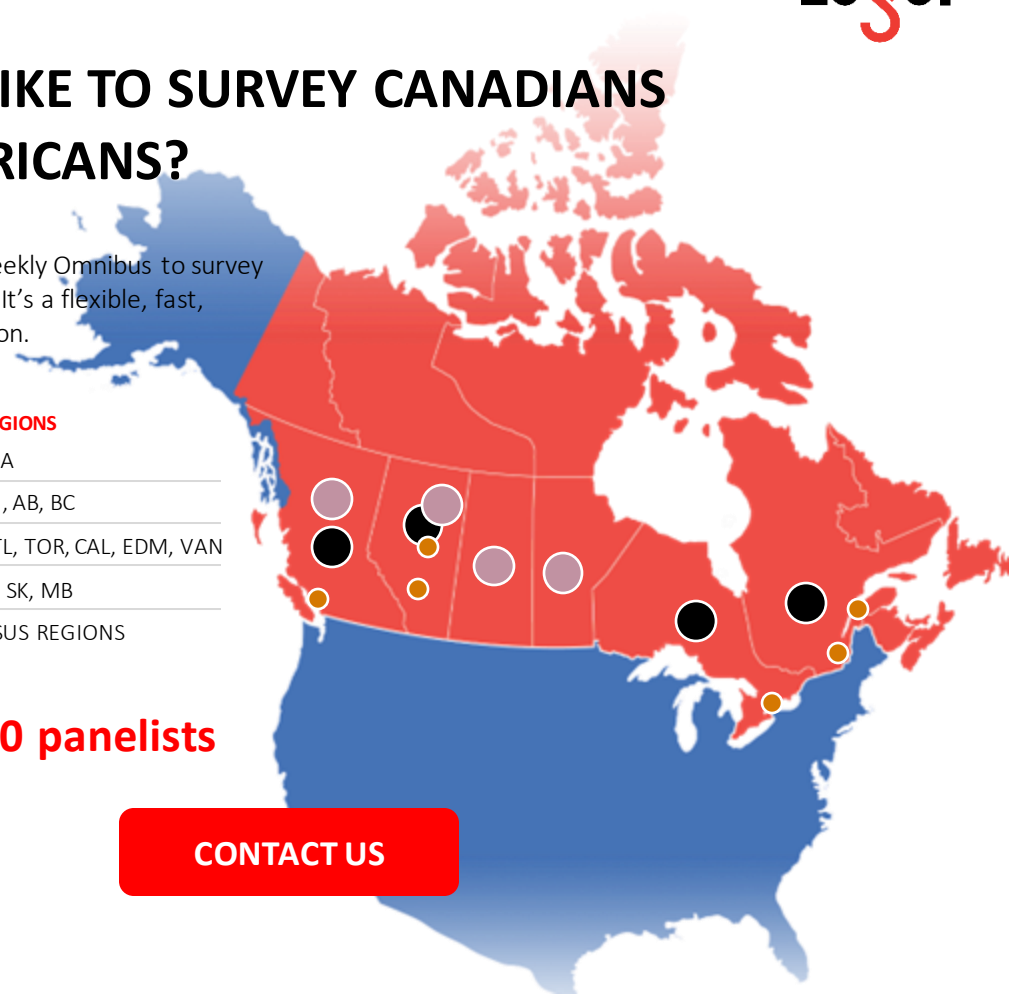 IKE TO SURVEY CANADIANS
RICANS?
eekly Omnibus to survey
It’s a flexible, fast,
on.
GIONS
A
, AB, BC
TL, TOR, CAL, EDM, VAN
SK, MB
SUS REGIONS
0 panelists
CONTACT US